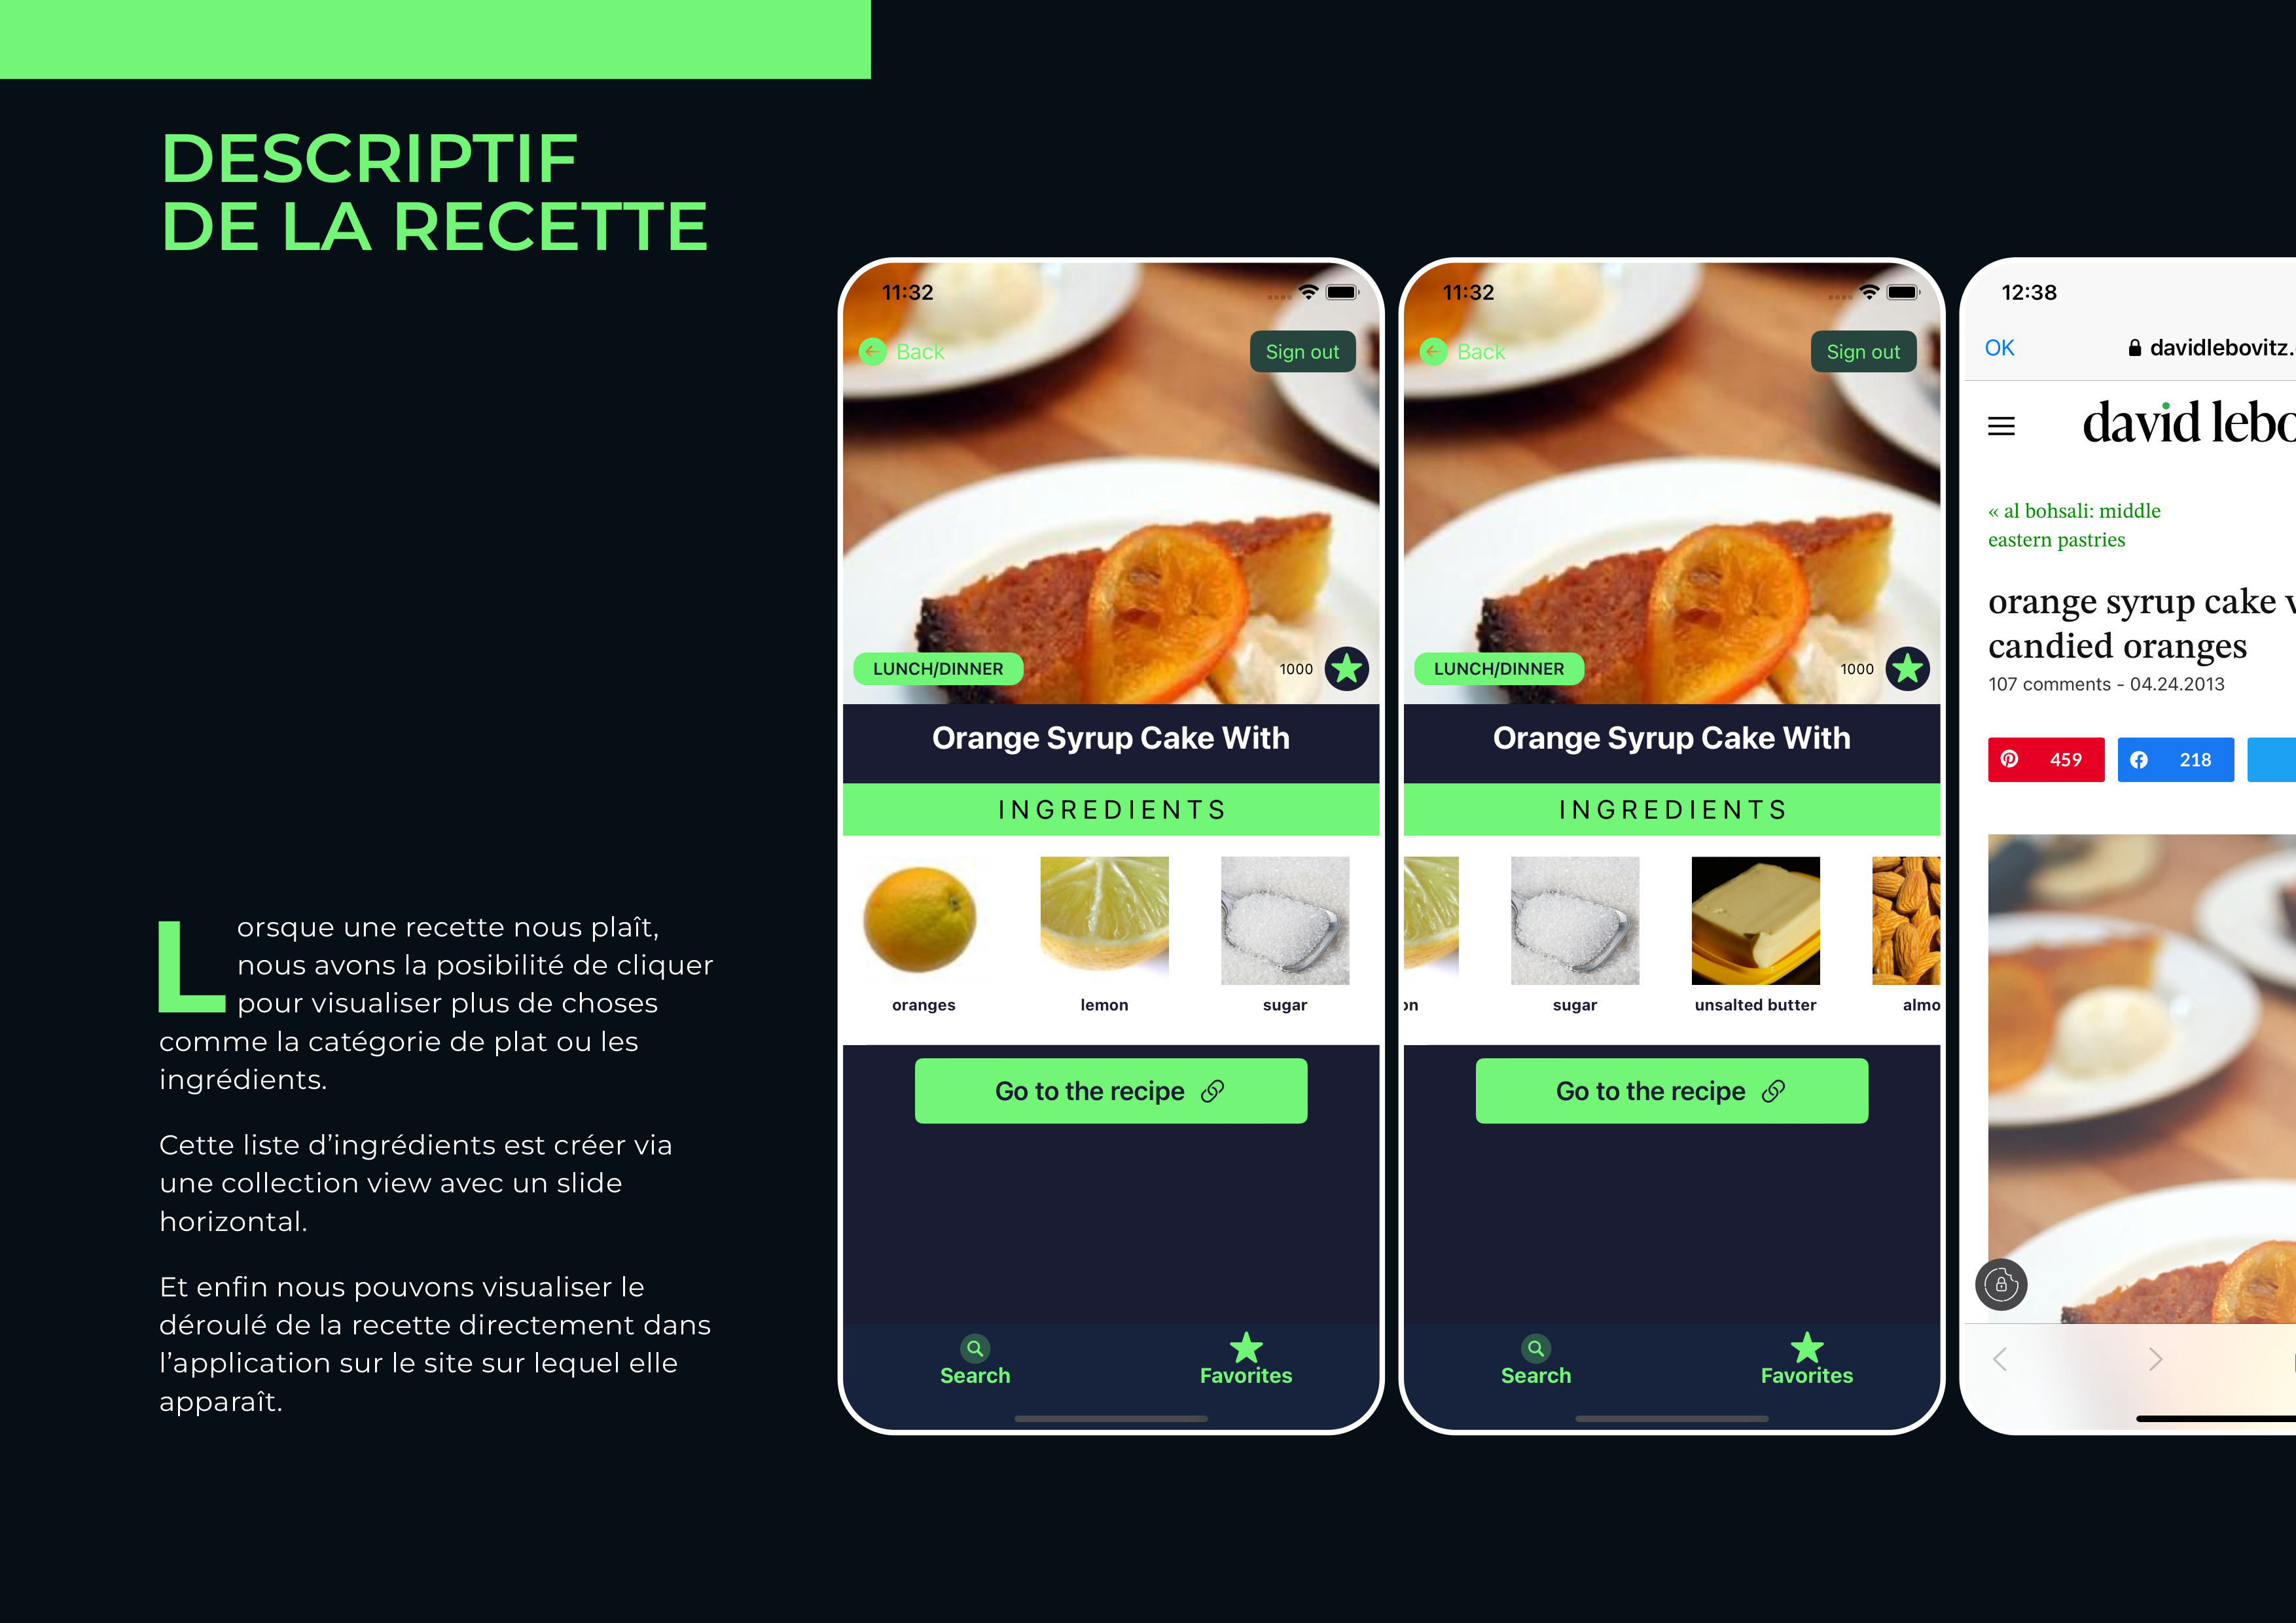 DESCRIPTIF
DE LA RECETTE
Lorsque une recette nous plaît,
nous avons la posibilité de cliquer
pour visualiser plus de choses
comme la catégorie de plat ou les
ingrédients.
Cette liste d’ingrédients est créer via
une collection view avec un slide
horizontal.
Et enfin nous pouvons visualiser le
déroulé de la recette directement dans
l’application sur le site sur lequel elle
apparaît.
11:32
Back
Sign out
LUNCH/DINNER
1000
Orange Syrup Cake With
INGREDIENTS
oranges
lemon
sugar
Go to the recipe
Search
Favorites
11:32
Back
Sign out
LUNCH/DINNER
1000
Orange Syrup Cake With
INGREDIENTS
on
sugar
unsalted butter
almo
Go to the recipe
Search
Favorites
12:38
OK
davidlebovitz.
david lebo
« al bohsali: middle
eastern pastries
orange syrup cake
candied oranges
107 comments - 04.24.2013
459
218